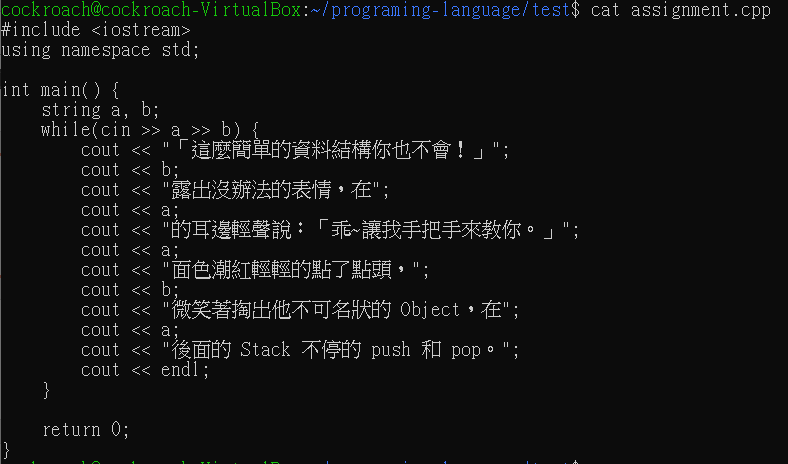 cockroach@cockroach-VirtualBox:~/programing-language/test$ cat assignment.cpp
#include <iostream>
using namespace std;

int main() {
    string a, b;
    while(cin >> a >> b) {
        cout << "「這麼簡單的資料結構你也不會！」";
        cout << b;
        cout << "露出沒辦法的表情，在";
        cout << a;
        cout << "的耳邊輕聲說：「乖~讓我手把手來教你。」";
        cout << a;
        cout << "面色潮紅輕輕的點了點頭，";
        cout << b;
        cout << "微笑著掏出他不可名狀的 Object，在";
        cout << a;
        cout << "後面的 Stack 不停的 push 和 pop。";
        cout << endl;
    }

    return 0;
}